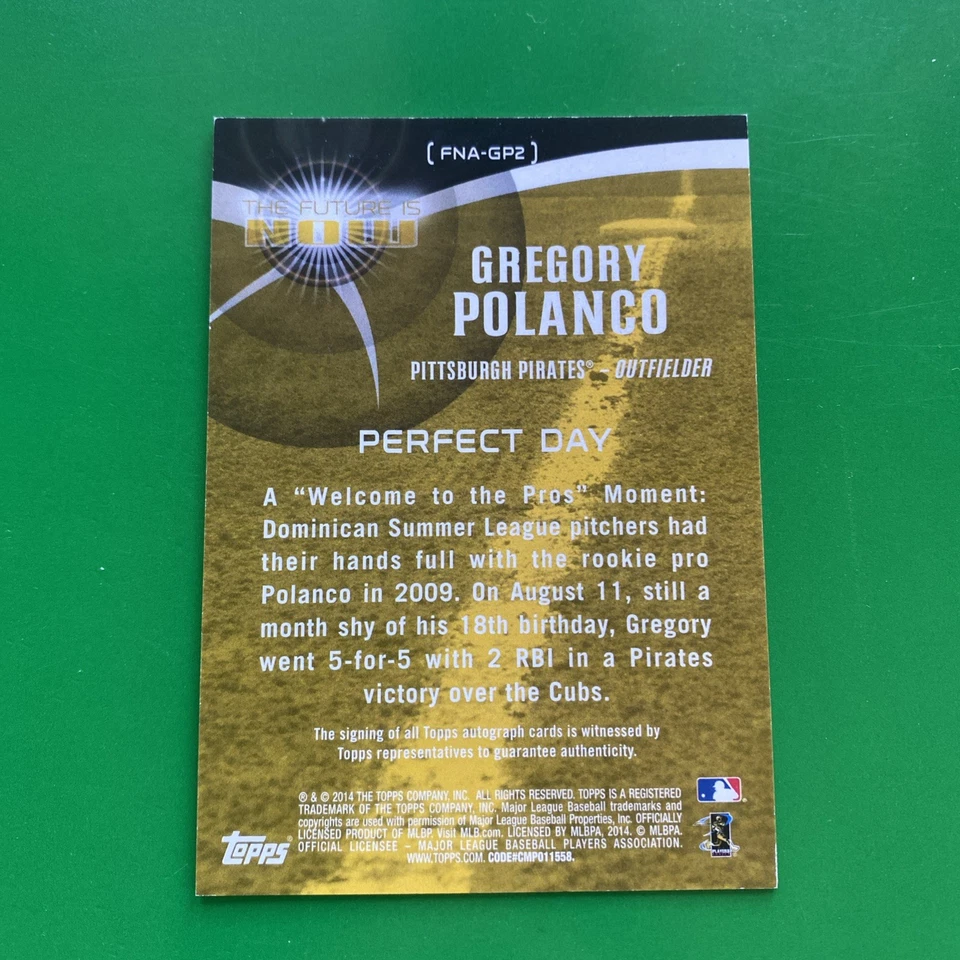 [ FNA-GP2 ]
THE FUTURE IS
NOW
GREGORY
POLANCO
PITTSBURGH PIRATES® – OUTFIELDER
PERFECT DAY
A “Welcome to the Pros” Moment:
Dominican Summer League pitchers had
their hands full with the rookie pro
Polanco in 2009. On August 11, still a
month shy of his 18th birthday, Gregory
went 5-for-5 with 2 RBI in a Pirates
victory over the Cubs.
The signing of all Topps autograph cards is witnessed by
Topps representatives to guarantee authenticity.
® & © 2014 THE TOPPS COMPANY, INC. ALL RIGHTS RESERVED. TOPPS IS A REGISTERED
TRADEMARK OF THE TOPPS COMPANY, INC. Major League Baseball trademarks and
copyrights are used with permission of Major League Baseball Properties, Inc. OFFICIALLY
LICENSED PRODUCT OF MLBP. Visit MLB.com. LICENSED BY MLBPA, 2014. © MLBPA.
OFFICIAL LICENSEE – MAJOR LEAGUE BASEBALL PLAYERS ASSOCIATION.
WWW.TOPPS.COM. CODE#CMP011558.
topps®